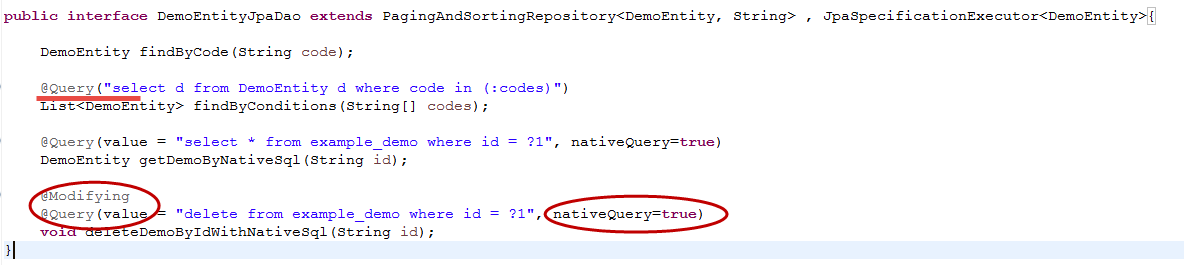 public interface DemoEntityJpaDao extends PagingAndSortingRepository<DemoEntity, String> , JpaSpecificationExecutor<DemoEntity>{
DemoEntity findByCode(String code);
@Query("select d from DemoEntity d where code in (:codes)")
List<DemoEntity> findByConditions(String[] codes);
@Query(value = "select * from example_demo where id = ?1", nativeQuery=true)
DemoEntity getDemoByNativeSql(String id);
@Modifying
@Query(value = "delete from example_demo where id = ?1", nativeQuery=true)
void deleteDemoByIdWithNativeSql(String id);
}